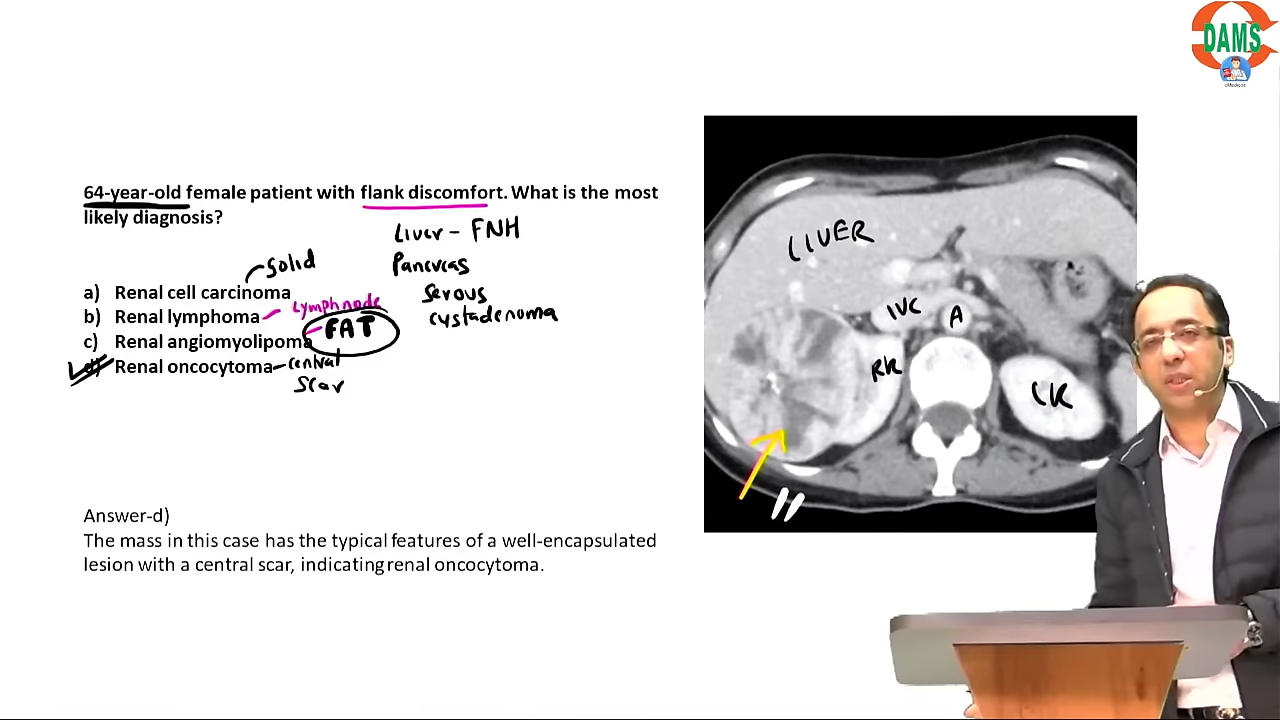 DAMS
eMedicoz
64-year-old female patient with flank discomfort. What is the most
likely diagnosis?
Liver - FNH
Pancreas
Serous
cystadenoma
solid
a) Renal cell carcinoma
b) Renal lymphoma - Lymph node
c) Renal angiomyolipoma - FAT
d) Renal oncocytoma - central
scar
Answer-d)
The mass in this case has the typical features of a well-encapsulated
lesion with a central scar, indicating renal oncocytoma.
LIVER
IVC
A
RK
LK